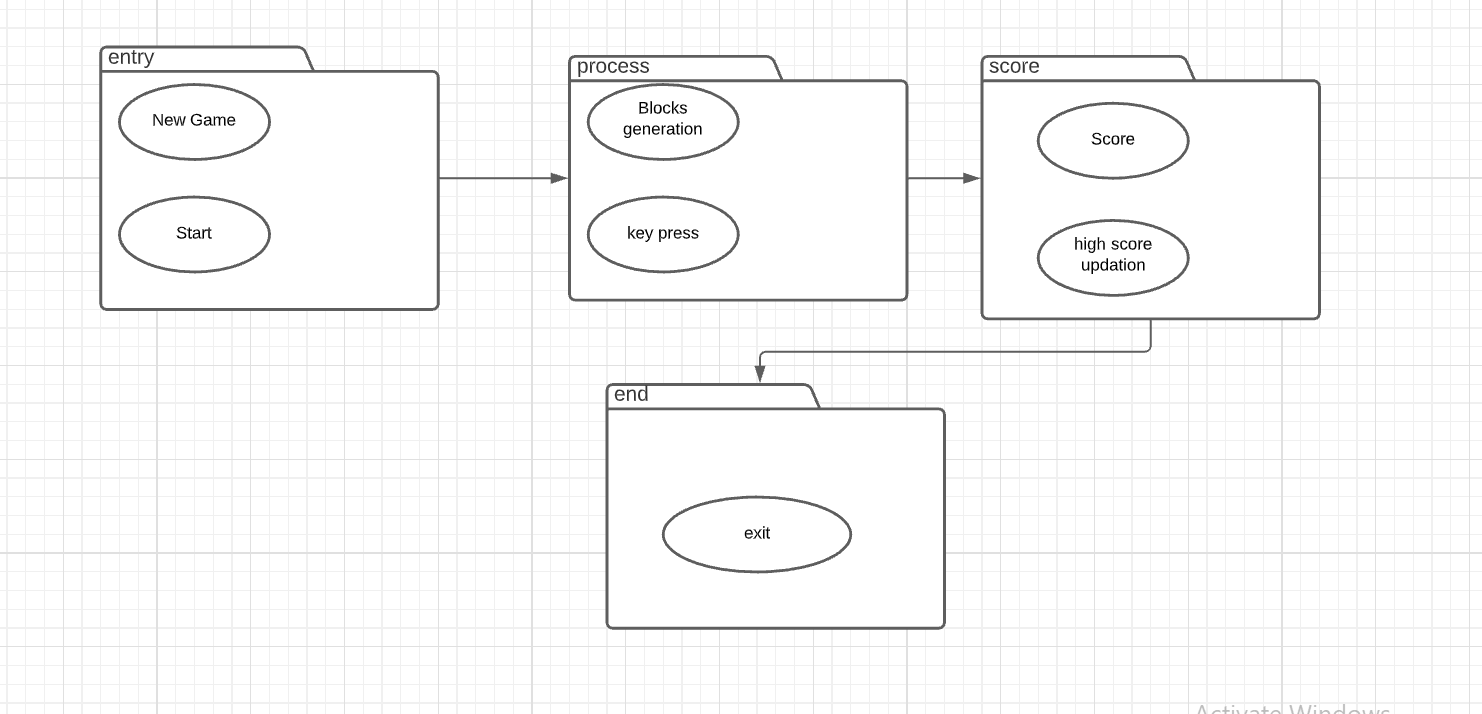 entry
New Game
Start
process
Blocks
generation
key press
score
Score
high score
updation
end
exit
Activate Windows